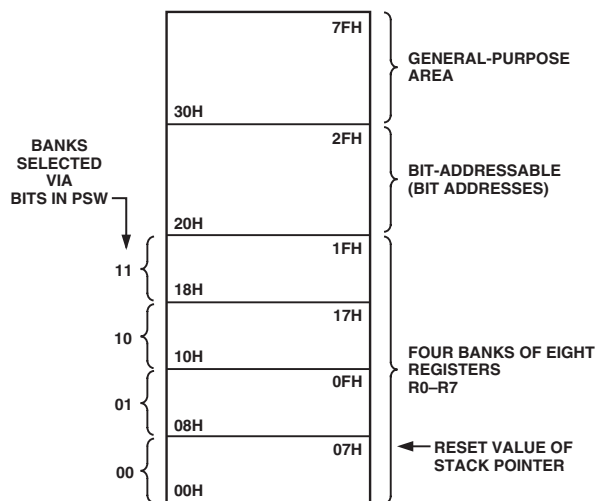 7FH
GENERAL-PURPOSE
AREA
30H
BANKS
SELECTED
VIA
BITS IN PSW
2FH
BIT-ADDRESSABLE
(BIT ADDRESSES)
20H
11
1FH
18H
10
17H
10H
FOUR BANKS OF EIGHT
REGISTERS
R0–R7
01
0FH
08H
00
07H
00H
RESET VALUE OF
STACK POINTER